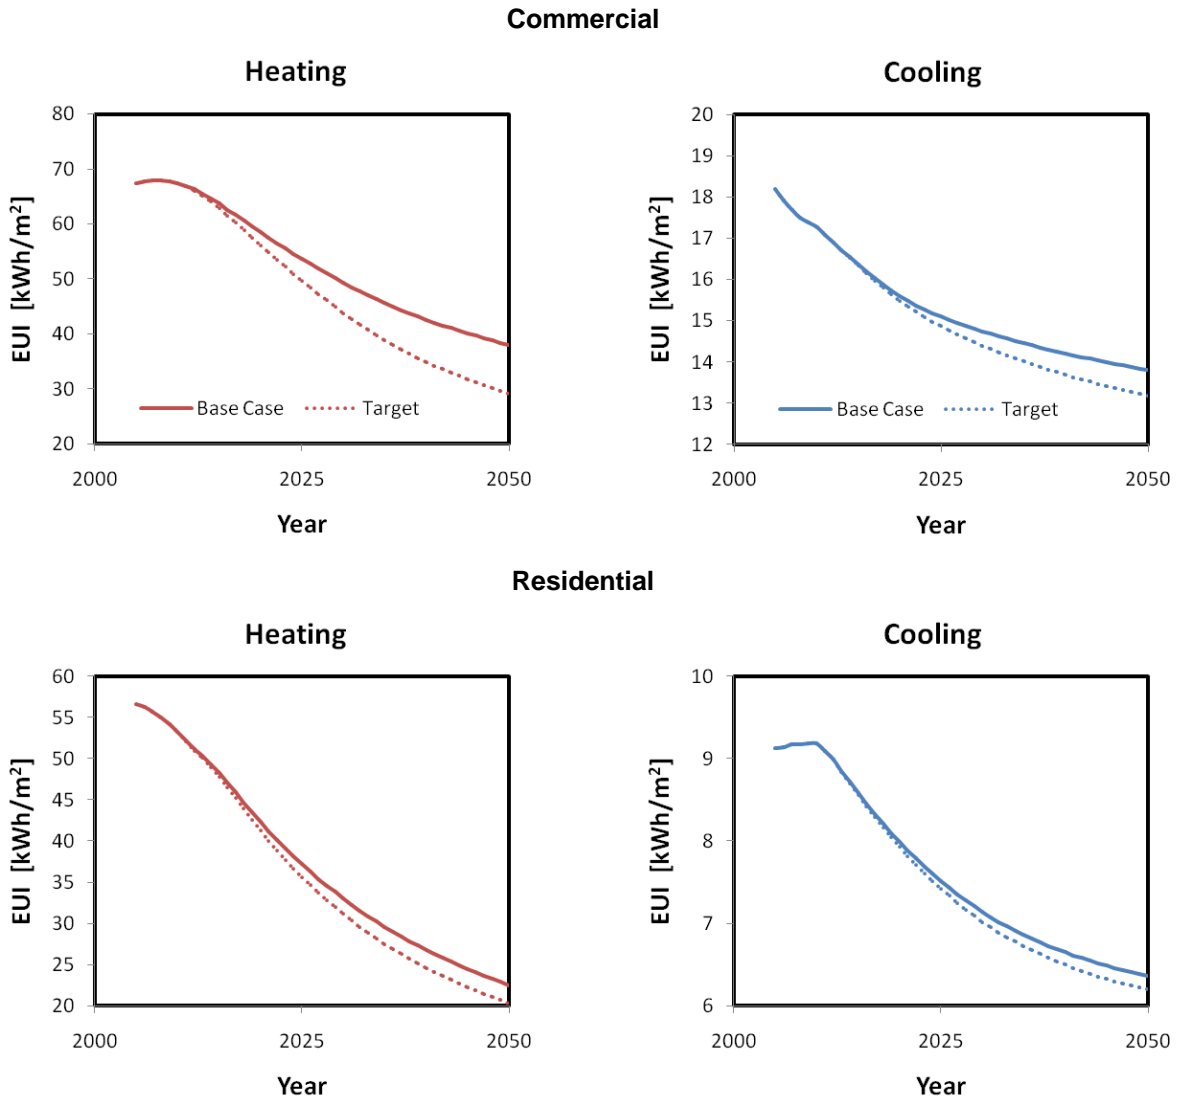 Commercial
Heating
Cooling
EUI [kWh/m²]
80
70
60
50
40
30
20
Base Case
Target
2000
2025
2050
Year
EUI [kWh/m²]
20
19
18
17
16
15
14
13
12
Base Case
Target
2000
2025
2050
Year
Residential
Heating
Cooling
EUI [kWh/m²]
60
55
50
45
40
35
30
25
20
2000
2025
2050
Year
EUI [kWh/m²]
10
9
8
7
6
2000
2025
2050
Year